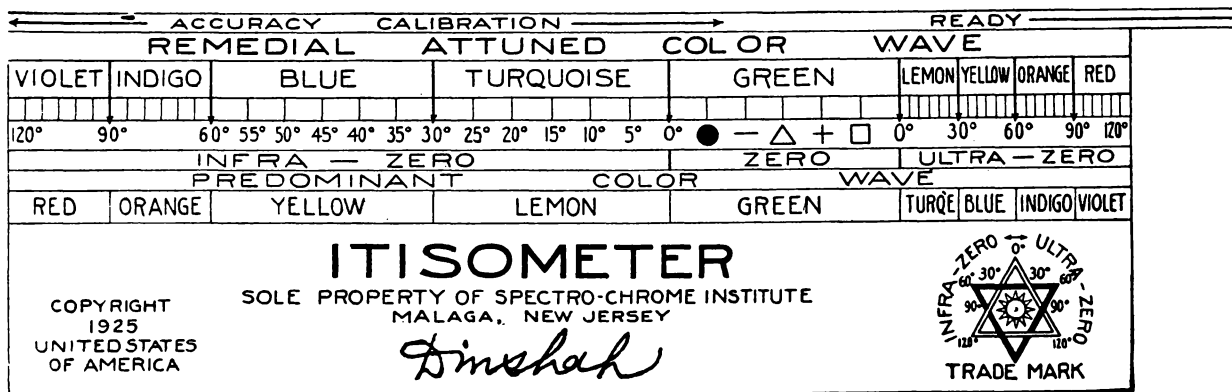 ACCURACY CALIBRATION READY
REMEDIAL ATTUNED COLOR WAVE
VIOLET INDIGO BLUE TURQUOISE GREEN LEMON YELLOW ORANGE RED
120° 90° 60° 55° 50° 45° 40° 35° 30° 25° 20° 15° 10° 5° 0° ● — △ + □ 0° 30° 60° 90° 120°
INFRA — ZERO ZERO ULTRA — ZERO
PREDOMINANT COLOR WAVE
RED ORANGE YELLOW LEMON GREEN TURQ'E BLUE INDIGO VIOLET
ITISOMETER
SOLE PROPERTY OF SPECTRO-CHROME INSTITUTE
MALAGA, NEW JERSEY
Dinshah
COPYRIGHT
1925
UNITED STATES
OF AMERICA
INFRA-ZERO ↔ ULTRA-ZERO
0°
30° 30°
60° 60°
90° 90°
120° 120°
TRADE MARK